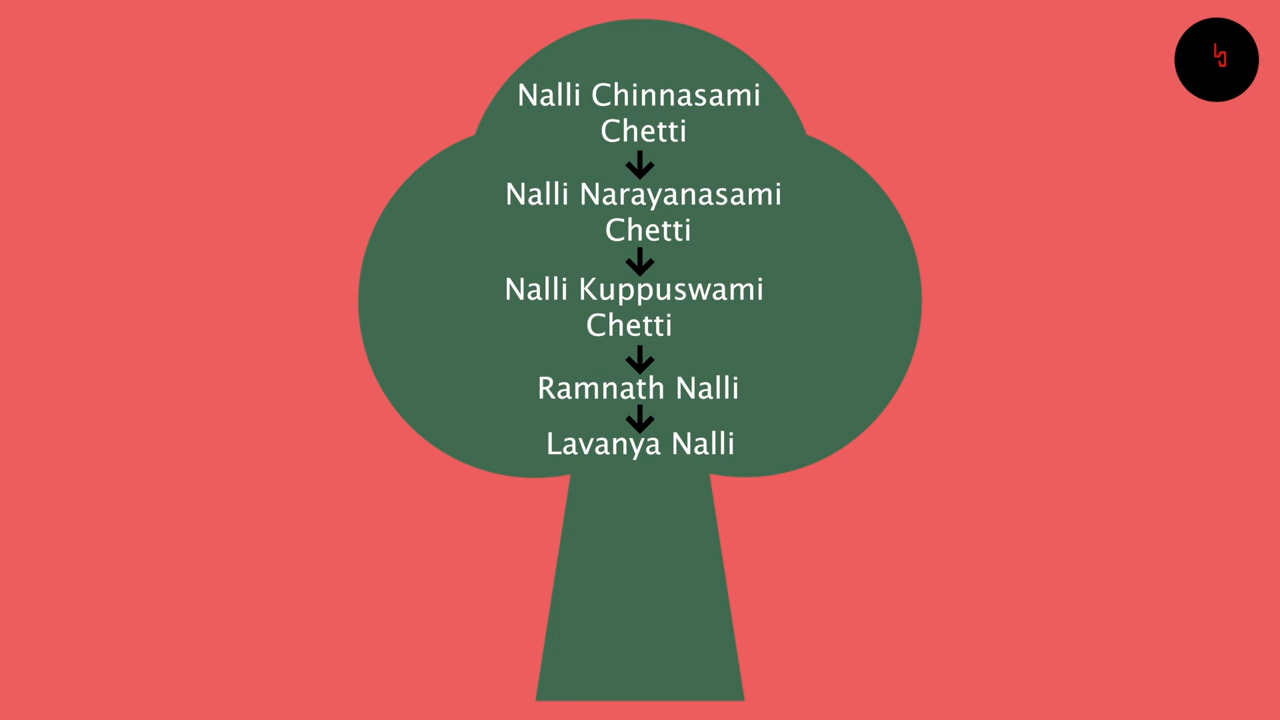 Nalli Chinnasami
Chetti
Nalli Narayanasami
Chetti
Nalli Kuppuswami
Chetti
Ramnath Nalli
Lavanya Nalli